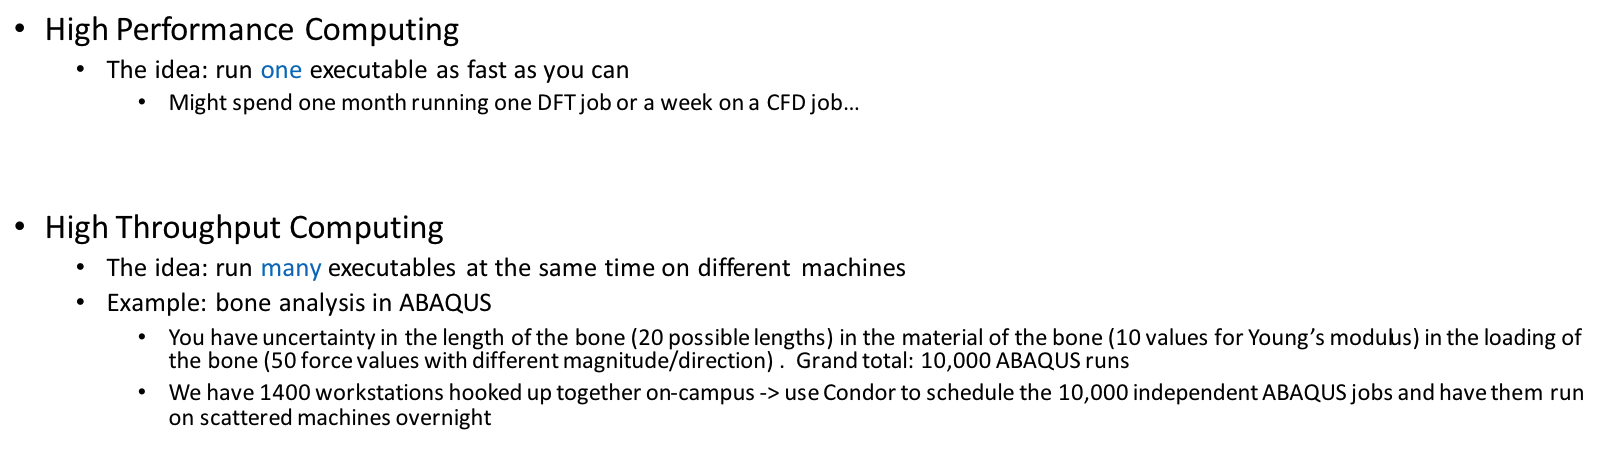 • High Performance Computing
• The idea: run one executable as fast as you can
• Might spend one month running one DFT job or a week on a CFD job…
• High Throughput Computing
• The idea: run many executables at the same time on different machines
• Example: bone analysis in ABAQUS
• You have uncertainty in the length of the bone (20 possible lengths) in the material of the bone (10 values for Young’s modulus) in the loading of
the bone (50 force values with different magnitude/direction) . Grand total: 10,000 ABAQUS runs
• We have 1400 workstations hooked up together on-campus -> use Condor to schedule the 10,000 independent ABAQUS jobs and have them run
on scattered machines overnight